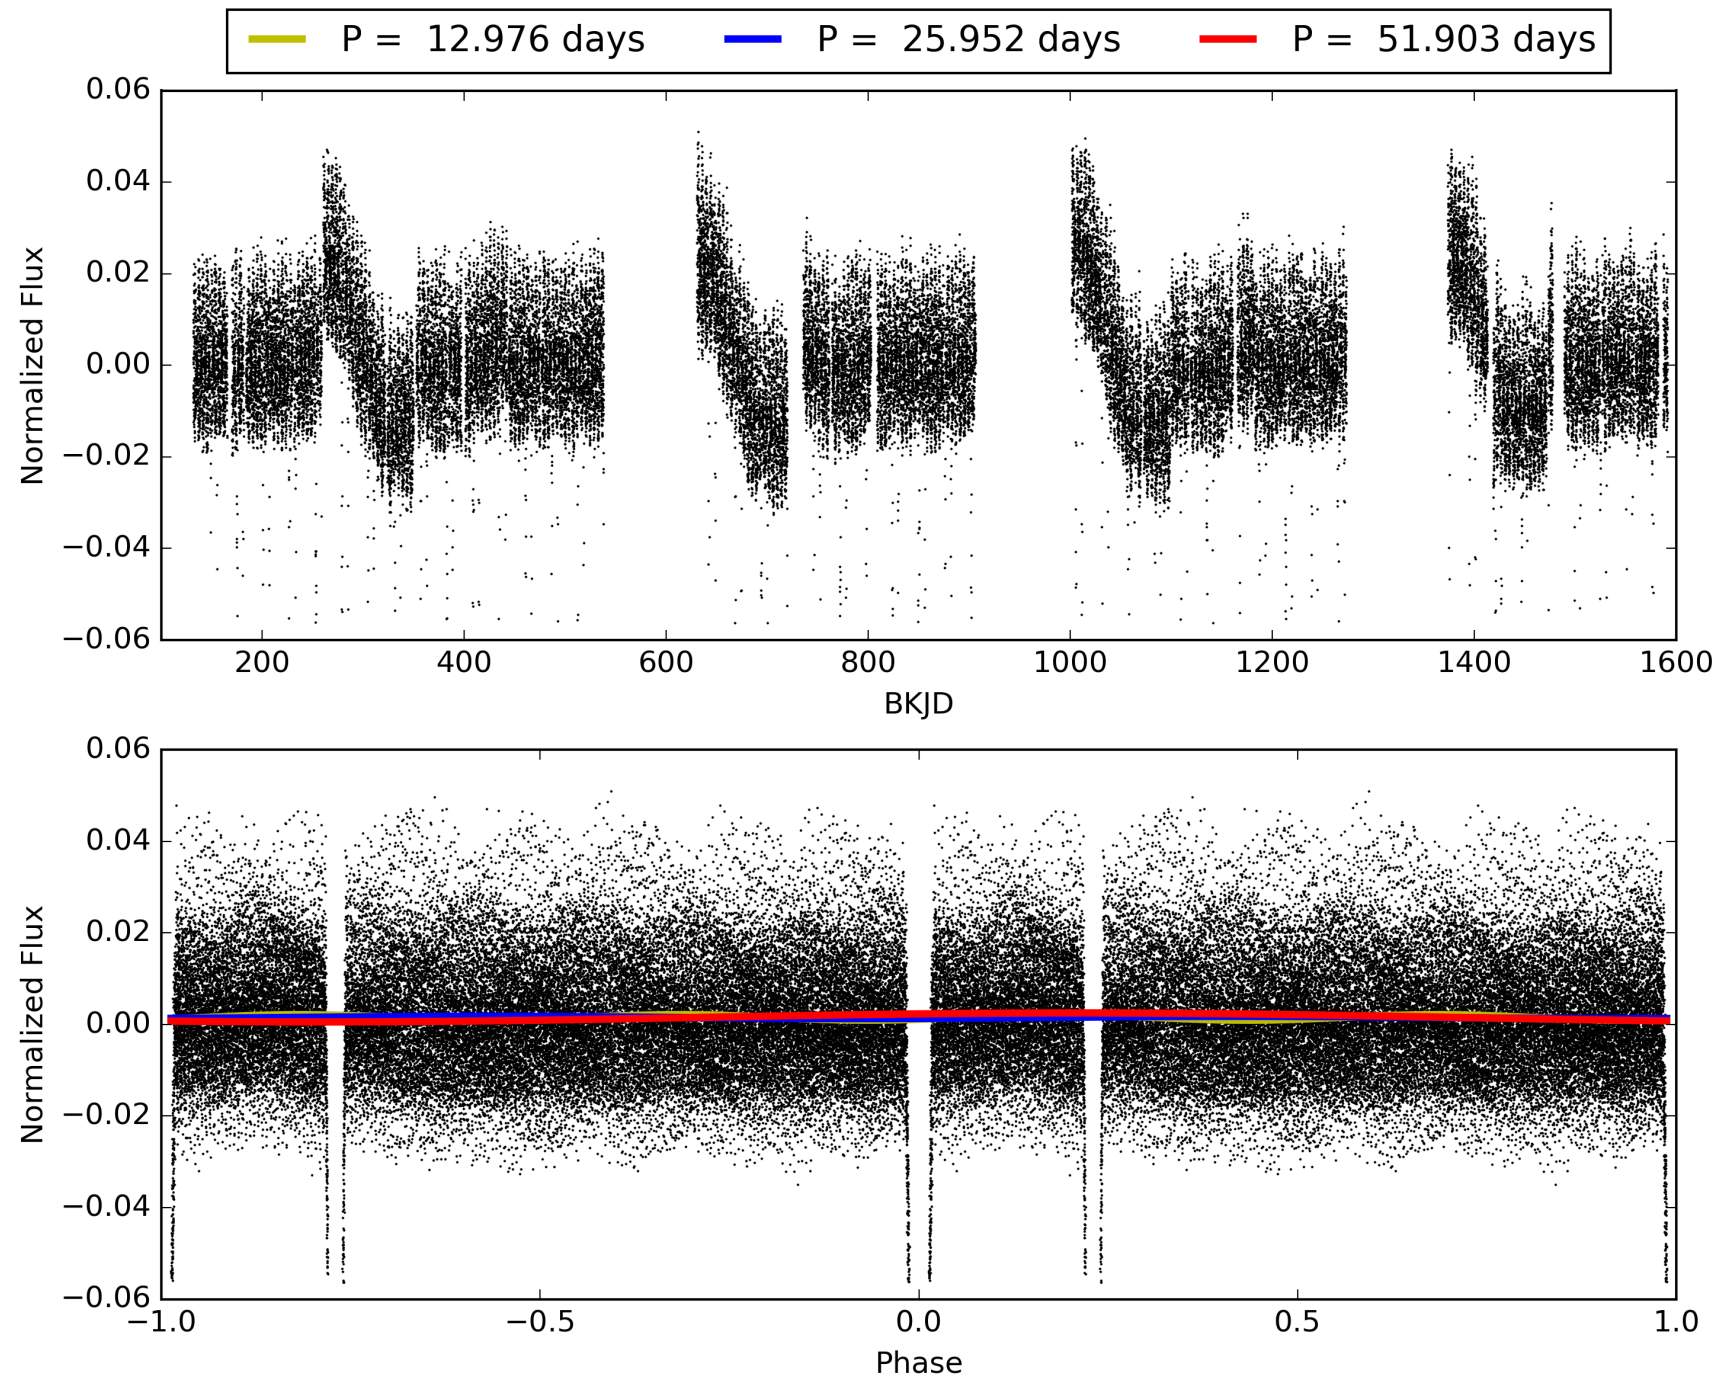 P = 12.976 days P = 25.952 days P = 51.903 days
0.06
0.04
0.02
0.00
−0.02
−0.04
−0.06
Normalized Flux
200 400 600 800 1000 1200 1400 1600
BKJD
0.06
0.04
0.02
0.00
−0.02
−0.04
−0.06
Normalized Flux
−1.0 −0.5 0.0 0.5 1.0
Phase